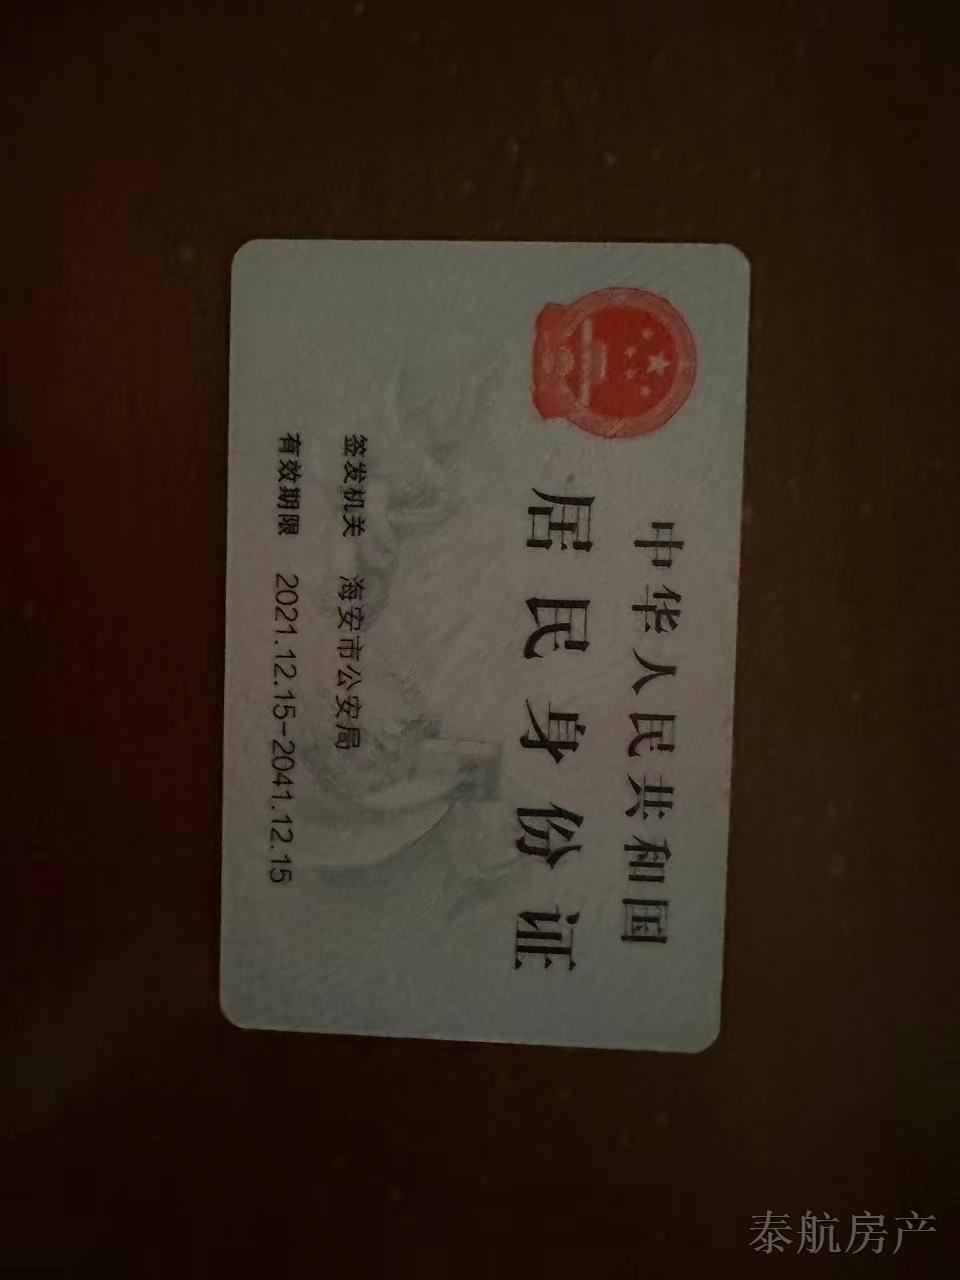 中华人民共和国
居民身份证
签发机关 海安市公安局
有效期限 2021.12.15-2041.12.15
泰航房产